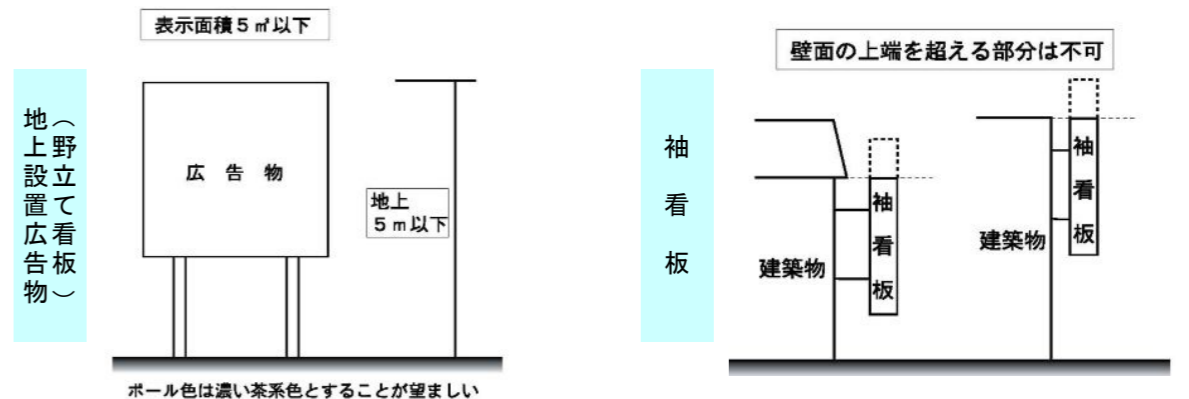 表示面積５㎡以下
地上設置広告物
（野立て看板）
広告物
地上
５ｍ以下
ポール色は濃い茶系色とすることが望ましい
壁面の上端を超える部分は不可
袖看板
袖看板
建築物
袖看板
建築物